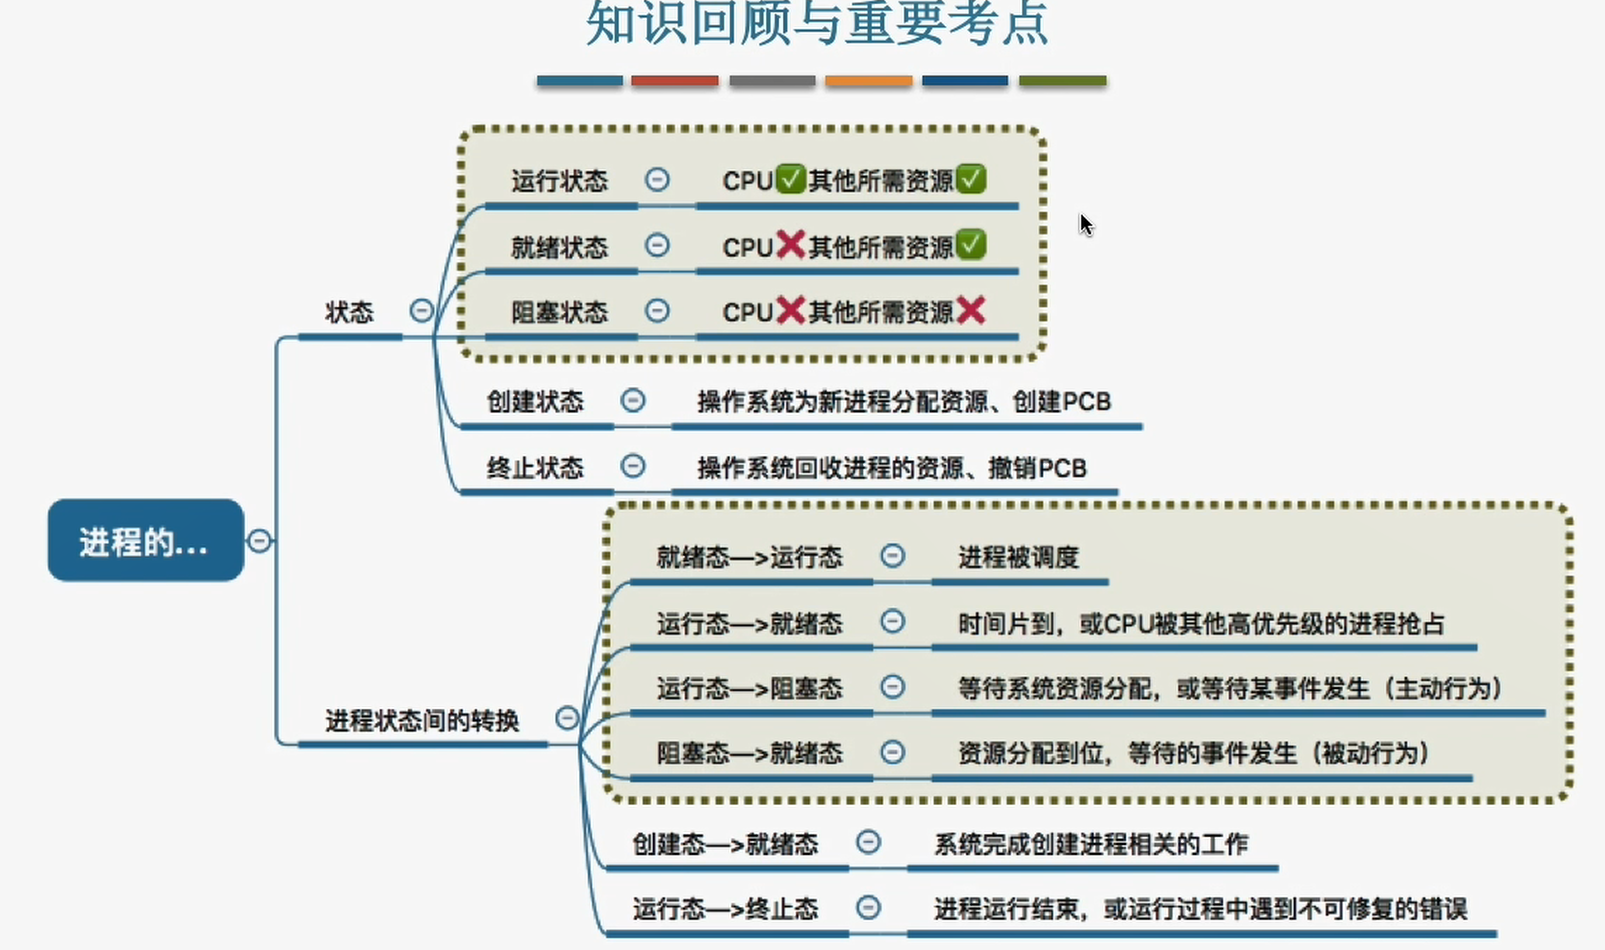 知识回顾与重要考点
运行状态 CPU✅其他所需资源✅
就绪状态 CPU❌其他所需资源✅
状态
阻塞状态 CPU❌其他所需资源❌
创建状态 操作系统为新进程分配资源、创建PCB
终止状态 操作系统回收进程的资源、撤销PCB
进程的...
就绪态—>运行态 进程被调度
运行态—>就绪态 时间片到，或CPU被其他高优先级的进程抢占
运行态—>阻塞态 等待系统资源分配，或等待某事件发生（主动行为）
进程状态间的转换
阻塞态—>就绪态 资源分配到位，等待的事件发生（被动行为）
创建态—>就绪态 系统完成创建进程相关的工作
运行态—>终止态 进程运行结束，或运行过程中遇到不可修复的错误